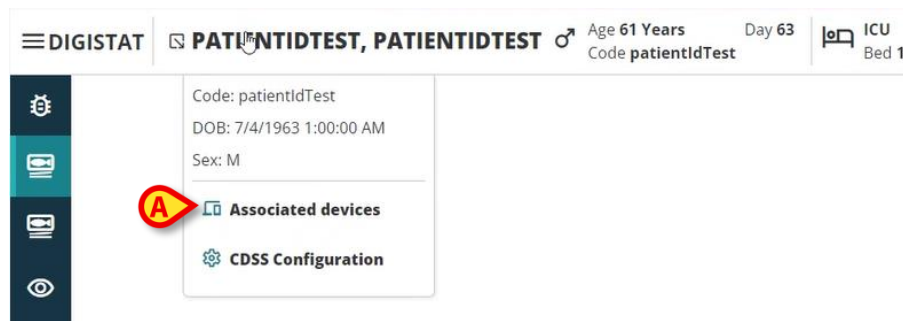 DIGISTAT PATIENTIDTEST, PATIENTIDTEST Age 61 Years Day 63 ICU
Code patientIdTest Bed 1
Code: patientIdTest
DOB: 7/4/1963 1:00:00 AM
Sex: M
A Associated devices
CDSS Configuration